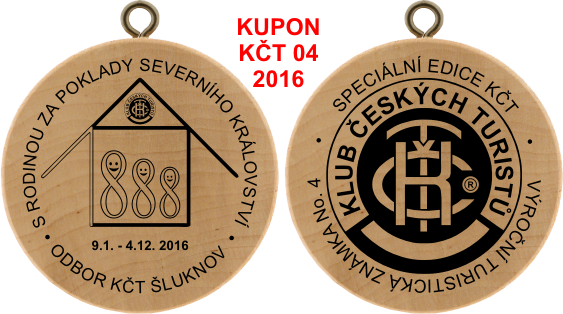 KUPON
KČT 04
2016
S RODINOU ZA POKLADY SEVERNÍHO KRÁLOVSTVÍ
9.1. - 4.12. 2016
• ODBOR KČT ŠLUKNOV •
• SPECIÁLNÍ EDICE KČT •
KLUB ČESKÝCH TURISTŮ
KČT
®
VÝROČNÍ TURISTICKÁ ZNÁMKA No. 4